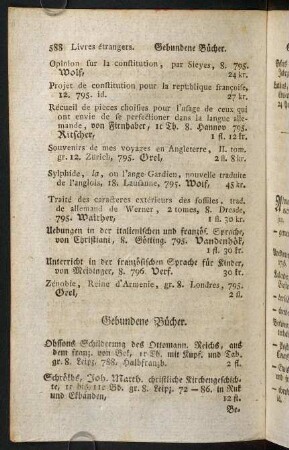 588 Livres étrangers. Gebundene Bücher.
Opinion sur la constitution, par Sieyes, 8. 795.
Wolf, 24 kr.
Projet de constitution pour la republique françoise,
12. 795. id. 27 kr.
Recueil de pieces choisies pour l'usage de ceux qui
ont envie de se perfectioner dans la langue alle-
mande, von Firnhaber, 1r Th. 8. Hannov. 795.
Ritscher, 1 fl. 12 kr.
Souvenirs de mes voyages en Angleterre, II. tom.
gr. 12. Zürich, 795. Orel, 2 fl. 8 kr.
Sylphide, la, ou l'ange Gardien, nouvelle traduite
de l'anglois, 18. Lausanne, 795. Wolf, 45 kr.
Traité des caracteres exterieurs des fossiles, trad.
de allemand de Werner, 2 tomes, 8. Dresde,
795. Walther, 1 fl. 30 kr.
Uebungen in der italienischen und französ. Sprache,
von Christiani, 8. Götting. 795. Vandenhök,
1 fl. 30 kr.
Unterricht in der französischen Sprache für Kinder,
von Meidinger, 8. 796. Verf. 30 kr.
Zénobie, Reine d'Armenie, gr. 8. Londres, 795.
Orel, 2 fl.
Gebundene Bücher.
Ohssons Schilderung des Ottomann. Reichs, aus
dem franz. von Bek, 1r Th. mit Kupf. und Tab.
gr. 8. Leipz. 788. Halbfranzb. 2 fl.
Schröths, Joh. Matth. christliche Kirchengeschich-
te, 1r bis 11r Bd. gr. 8. Leipz. 72 — 86. in Ruk
und Ekbänden, 12 fl.
Be-